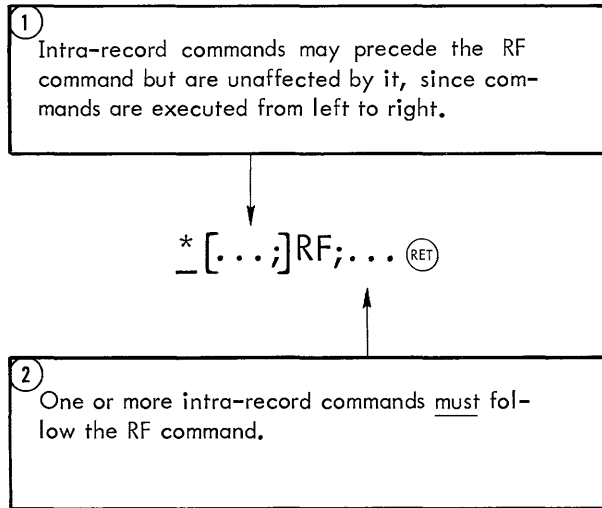 1
Intra-record commands may precede the RF
command but are unaffected by it, since com-
mands are executed from left to right.
* [...;]RF;... RET
2
One or more intra-record commands must fol-
low the RF command.